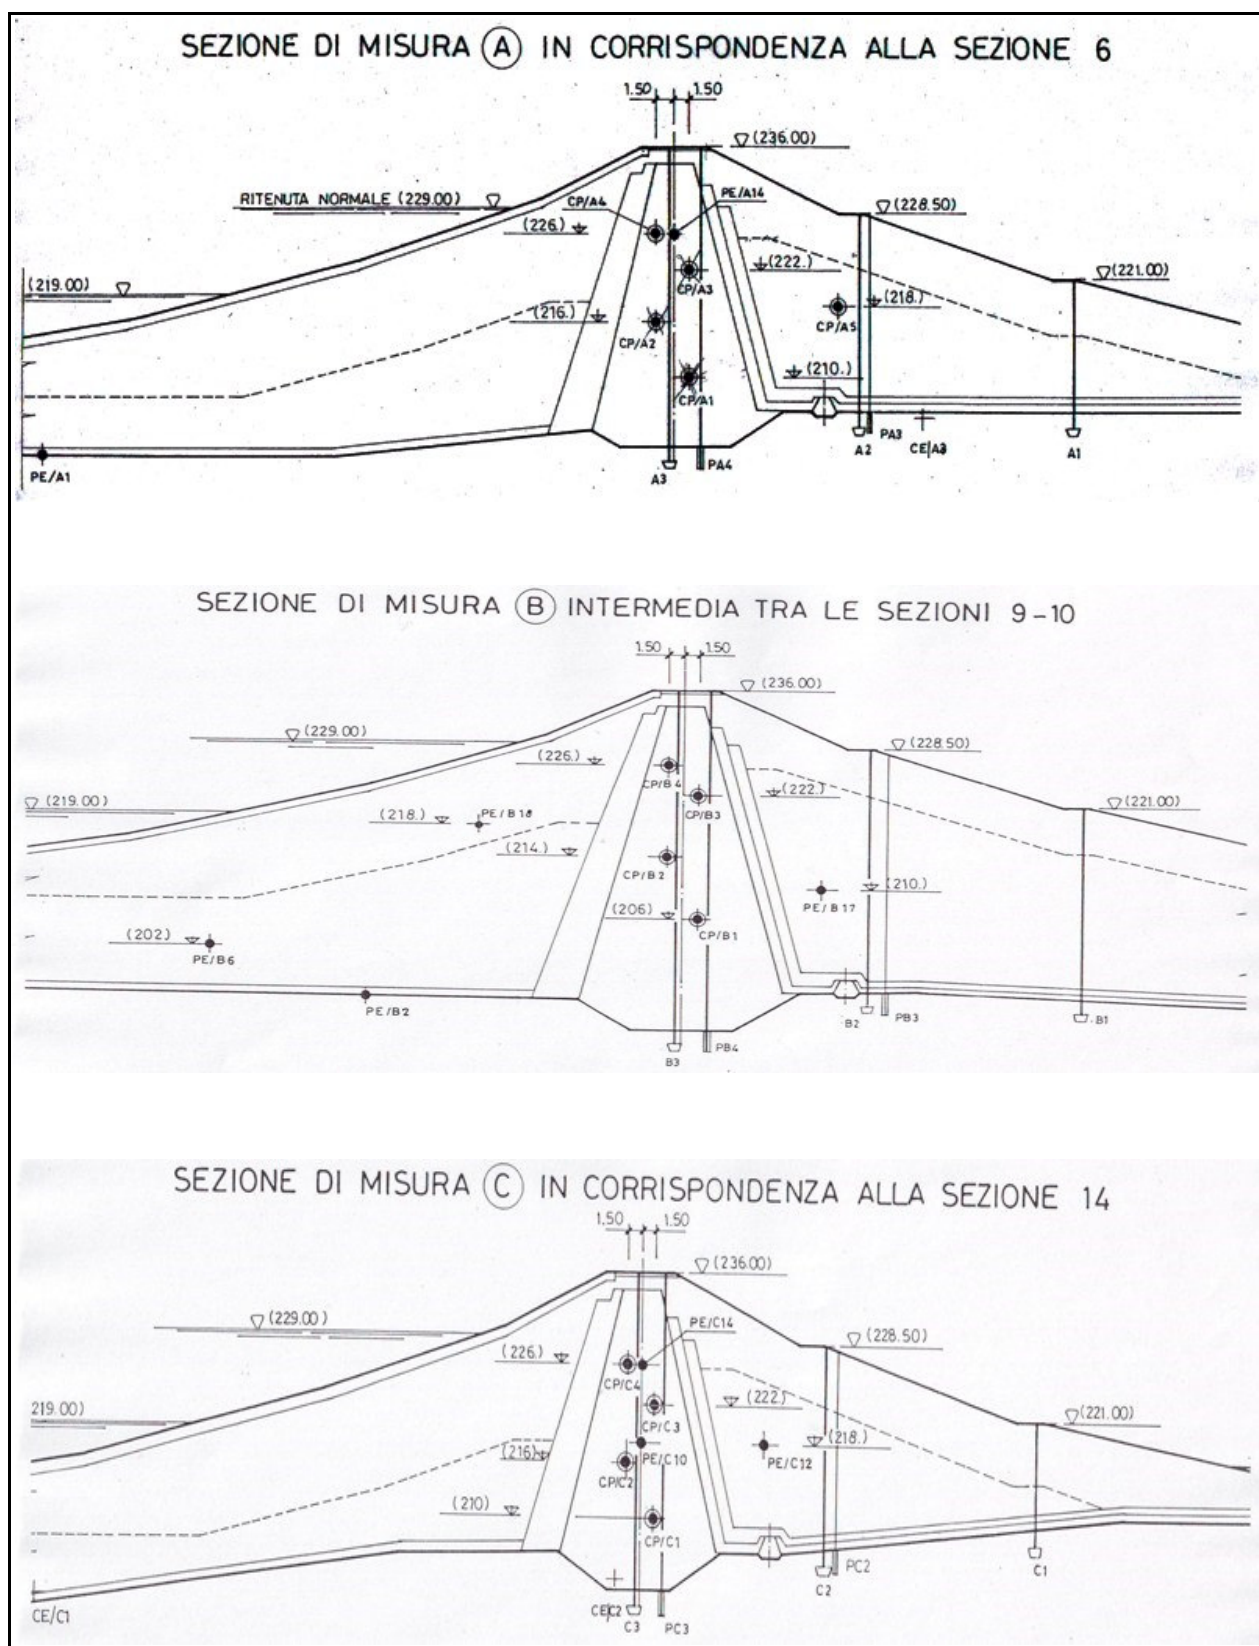 SEZIONE DI MISURA A IN CORRISPONDENZA ALLA SEZIONE 6
1.50 1.50
(236.00)
RITENUTA NORMALE (229.00)
CP/A4
PE/A14
(228.50)
(226.)
(222.)
(221.00)
(219.00)
CP/A3
(216.)
(218.)
CP/A2
CP/A5
(210.)
CP/A1
PE/A1
A3
PA4
A2
PA3
CE/A3
A1
SEZIONE DI MISURA B INTERMEDIA TRA LE SEZIONI 9-10
1.50 1.50
(236.00)
(229.00)
(228.50)
(226.)
CP/B4
(222.)
(219.00)
CP/B3
(221.00)
(218.)
PE/B18
(214.)
CP/B2
(210.)
PE/B17
(206)
CP/B1
(202)
PE/B6
PE/B2
B2
PB3
B1
B3
PB4
SEZIONE DI MISURA C IN CORRISPONDENZA ALLA SEZIONE 14
1.50 1.50
(236.00)
(229.00)
PE/C14
(228.50)
(226.)
CP/C4
(222.)
219.00)
CP/C3
(221.00)
(216)
PE/C10
(218.)
CP/C2
PE/C12
(210)
CP/C1
PC2
C1
C2
CE/C1
CE/C2
C3
PC3